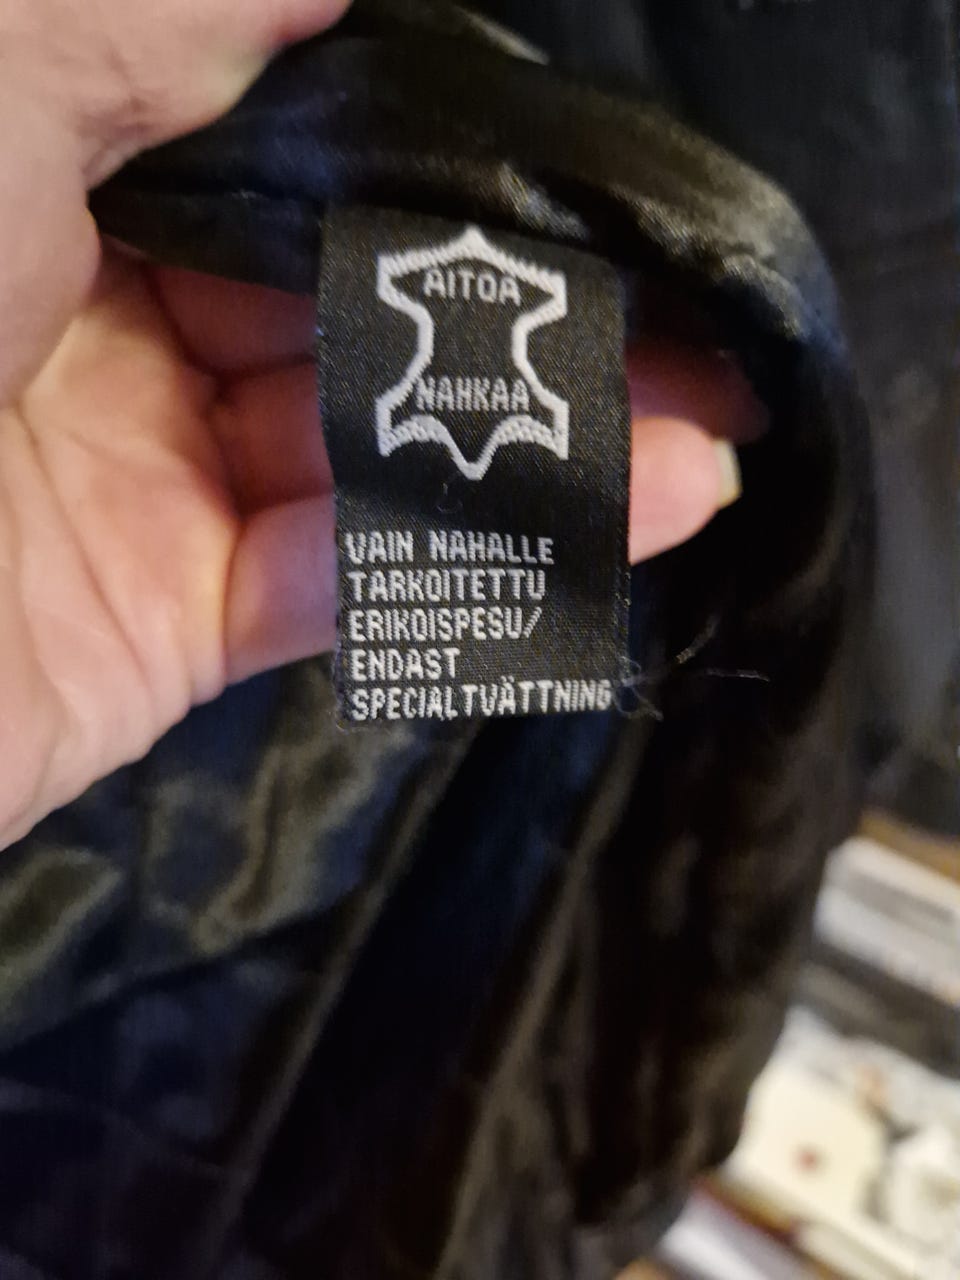 AITOA
NAHKAA
VAIN NAHALLE
TARKOITETTU
ERIKOISPESU/
ENDAST
SPECIALTVÄTTNING